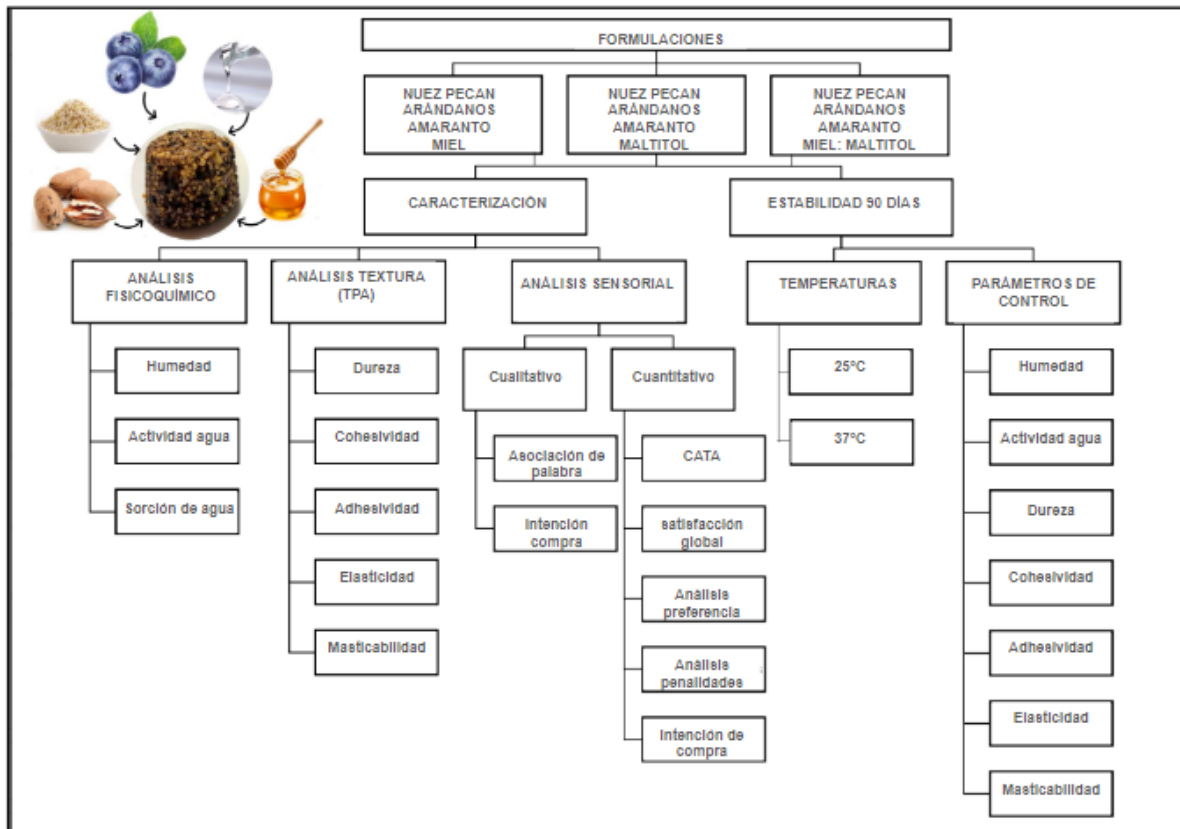 FORMULACIONES
NUEZ PECAN
ARÁNDANOS
AMARANTO
MIEL
NUEZ PECAN
ARÁNDANOS
AMARANTO
MALTITOL
NUEZ PECAN
ARÁNDANOS
AMARANTO
MIEL: MALTITOL
CARACTERIZACIÓN
ESTABILIDAD 90 DÍAS
ANÁLISIS
FISICOQUÍMICO
ANÁLISIS TEXTURA
(TPA)
ANÁLISIS SENSORIAL
TEMPERATURAS
PARÁMETROS DE
CONTROL
Humedad
Actividad agua
Sorción de agua
Dureza
Cohesividad
Adhesividad
Elasticidad
Masticabilidad
Cualitativo
Asociación de
palabra
Intención
compra
Cuantitativo
CATA
satisfacción
global
Análisis
preferencia
Análisis
penalidades
Intención de
compra
25°C
37°C
Humedad
Actividad agua
Dureza
Cohesividad
Adhesividad
Elasticidad
Masticabilidad